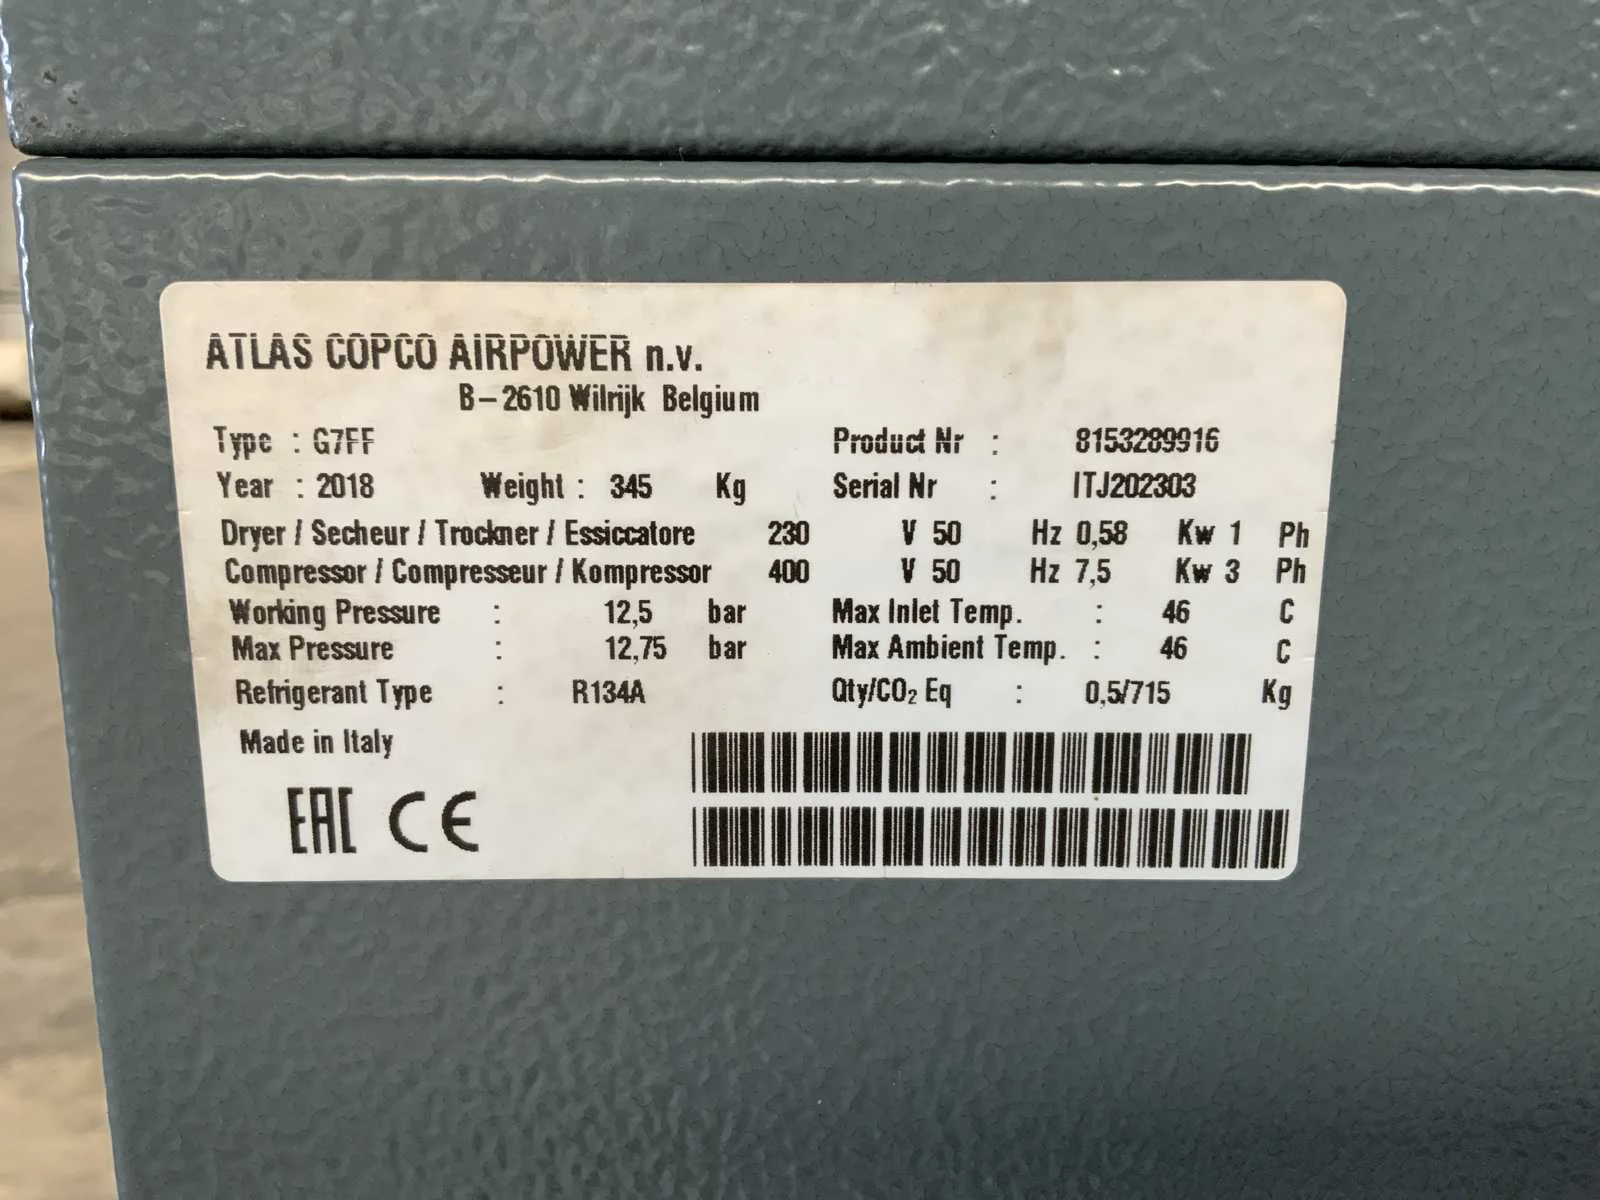 ATLAS COPCO AIRPOWER n.v.
B-2610 Wilrijk Belgium
Type : G7FF Product Nr : 8153289916
Year : 2018 Weight : 345 Kg Serial Nr : ITJ202303
Dryer / Secheur / Trockner / Essiccatore 230 V 50 Hz 0,58 Kw 1 Ph
Compressor / Compresseur / Kompressor 400 V 50 Hz 7,5 Kw 3 Ph
Working Pressure : 12,5 bar Max Inlet Temp. : 46 C
Max Pressure : 12,75 bar Max Ambient Temp. : 46 C
Refrigerant Type : R134A Qty/CO₂ Eq : 0,5/715 Kg
Made in Italy
EAC CE